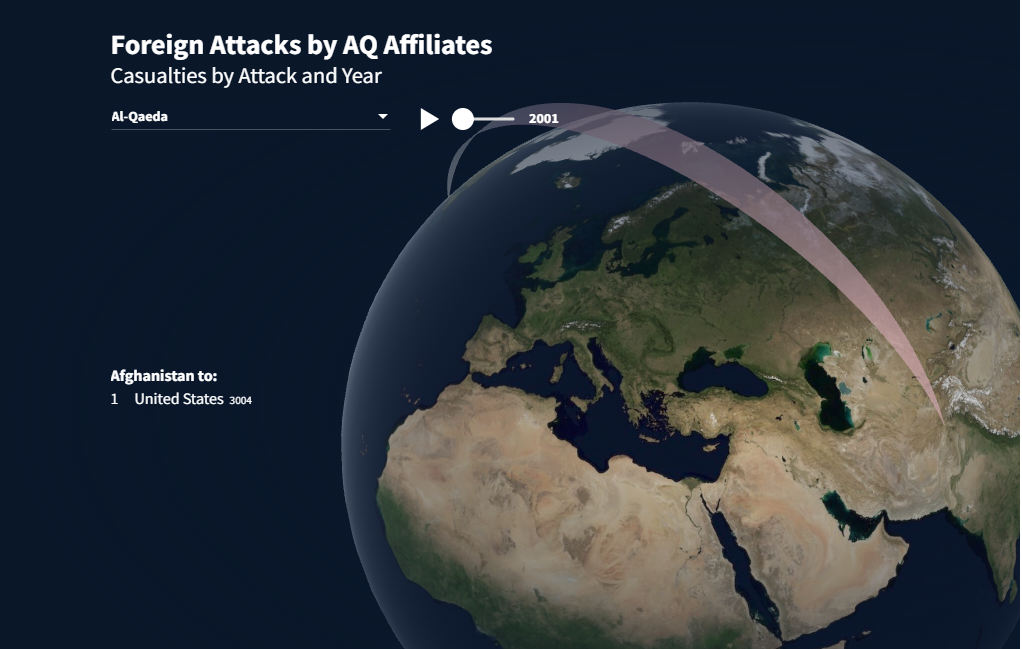 Foreign Attacks by AQ Affiliates
Casualties by Attack and Year
Al-Qaeda 2001
Afghanistan to:
1 United States 3004